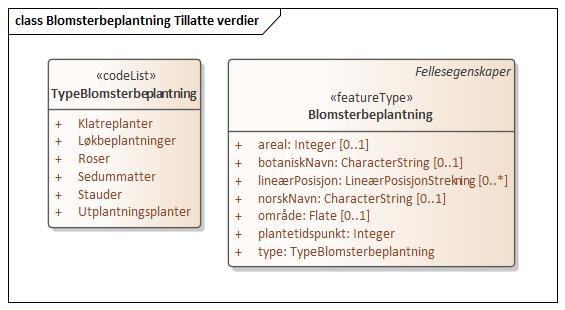 class Blomsterbeplantning Tillatte verdier
«codeList»
TypeBlomsterbeplantning
+ Klatreplanter
+ Løkbeplantninger
+ Roser
+ Sedummatter
+ Stauder
+ Utplantningsplanter
Fellesegenskaper
«featureType»
Blomsterbeplantning
+ areal: Integer [0..1]
+ botaniskNavn: CharacterString [0..1]
+ lineærPosisjon: LineærPosisjonStrekning [0..*]
+ norskNavn: CharacterString [0..1]
+ område: Flate [0..1]
+ plantetidspunkt: Integer
+ type: TypeBlomsterbeplantning